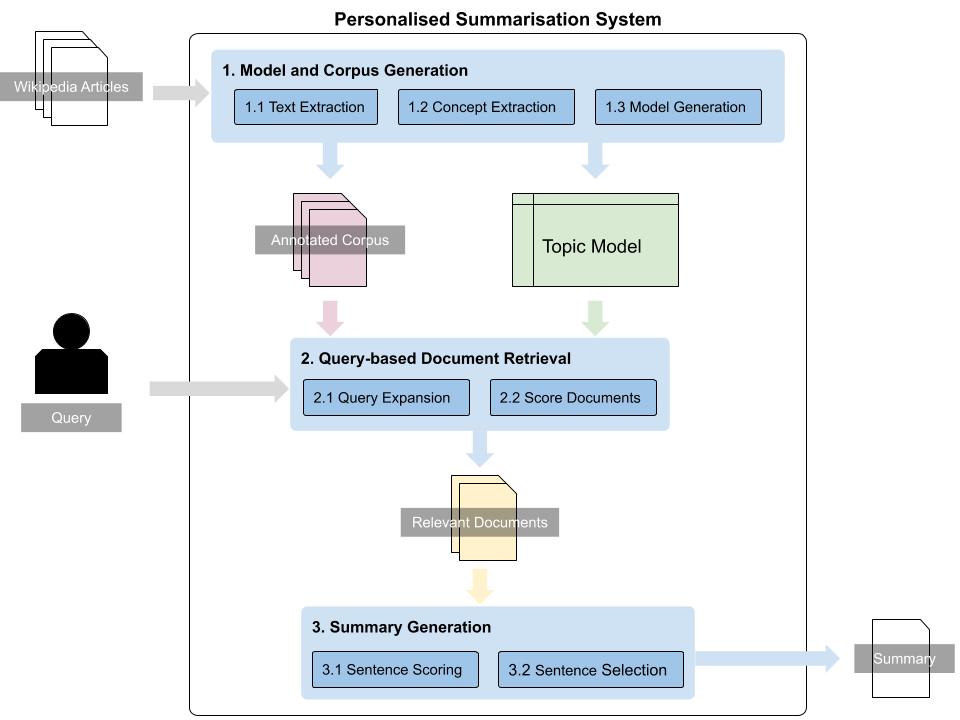 Personalised Summarisation System
Wikipedia Articles
1. Model and Corpus Generation
1.1 Text Extraction
1.2 Concept Extraction
1.3 Model Generation
Annotated Corpus
Topic Model
Query
2. Query-based Document Retrieval
2.1 Query Expansion
2.2 Score Documents
Relevant Documents
3. Summary Generation
3.1 Sentence Scoring
3.2 Sentence Selection
Summary